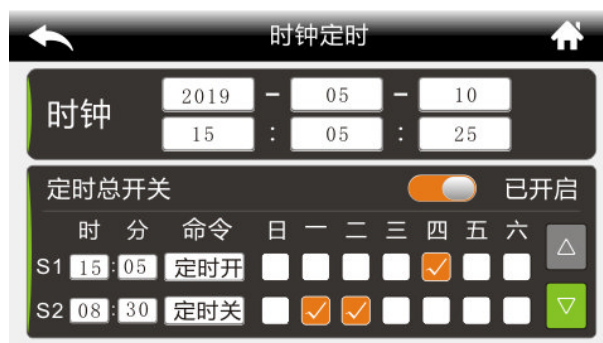 时钟定时
时钟
2019 - 05 - 10
15 : 05 : 25
定时总开关 已开启
时 分 命令 日 一 二 三 四 五 六
S1 15:05 定时开
S2 08:30 定时关